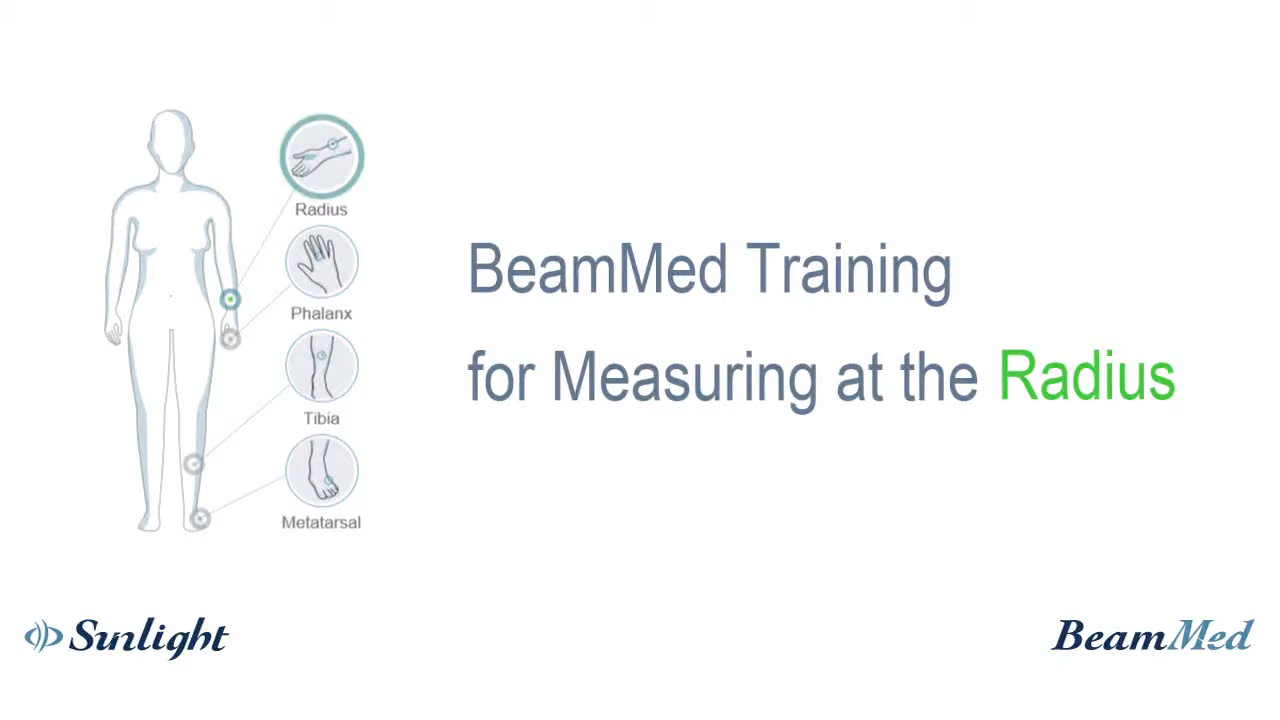 Radius
Phalanx
Tibia
Metatarsal
BeamMed Training
for Measuring at the Radius
Sunlight
BeamMed